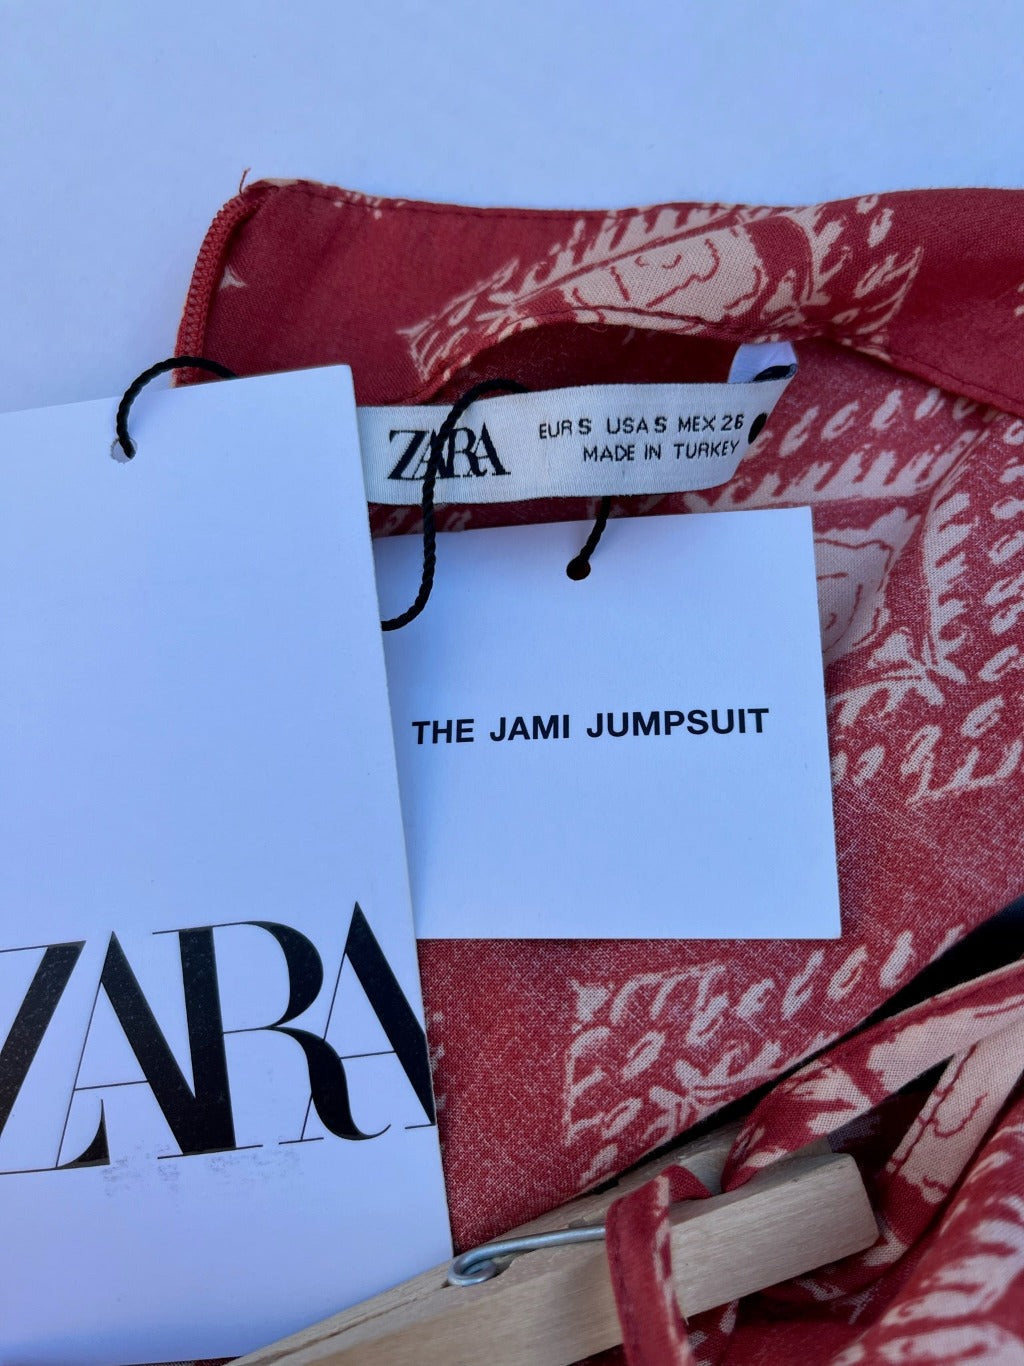 ZARA
EUR S USA S MEX 26
MADE IN TURKEY
THE JAMI JUMPSUIT
ZARA